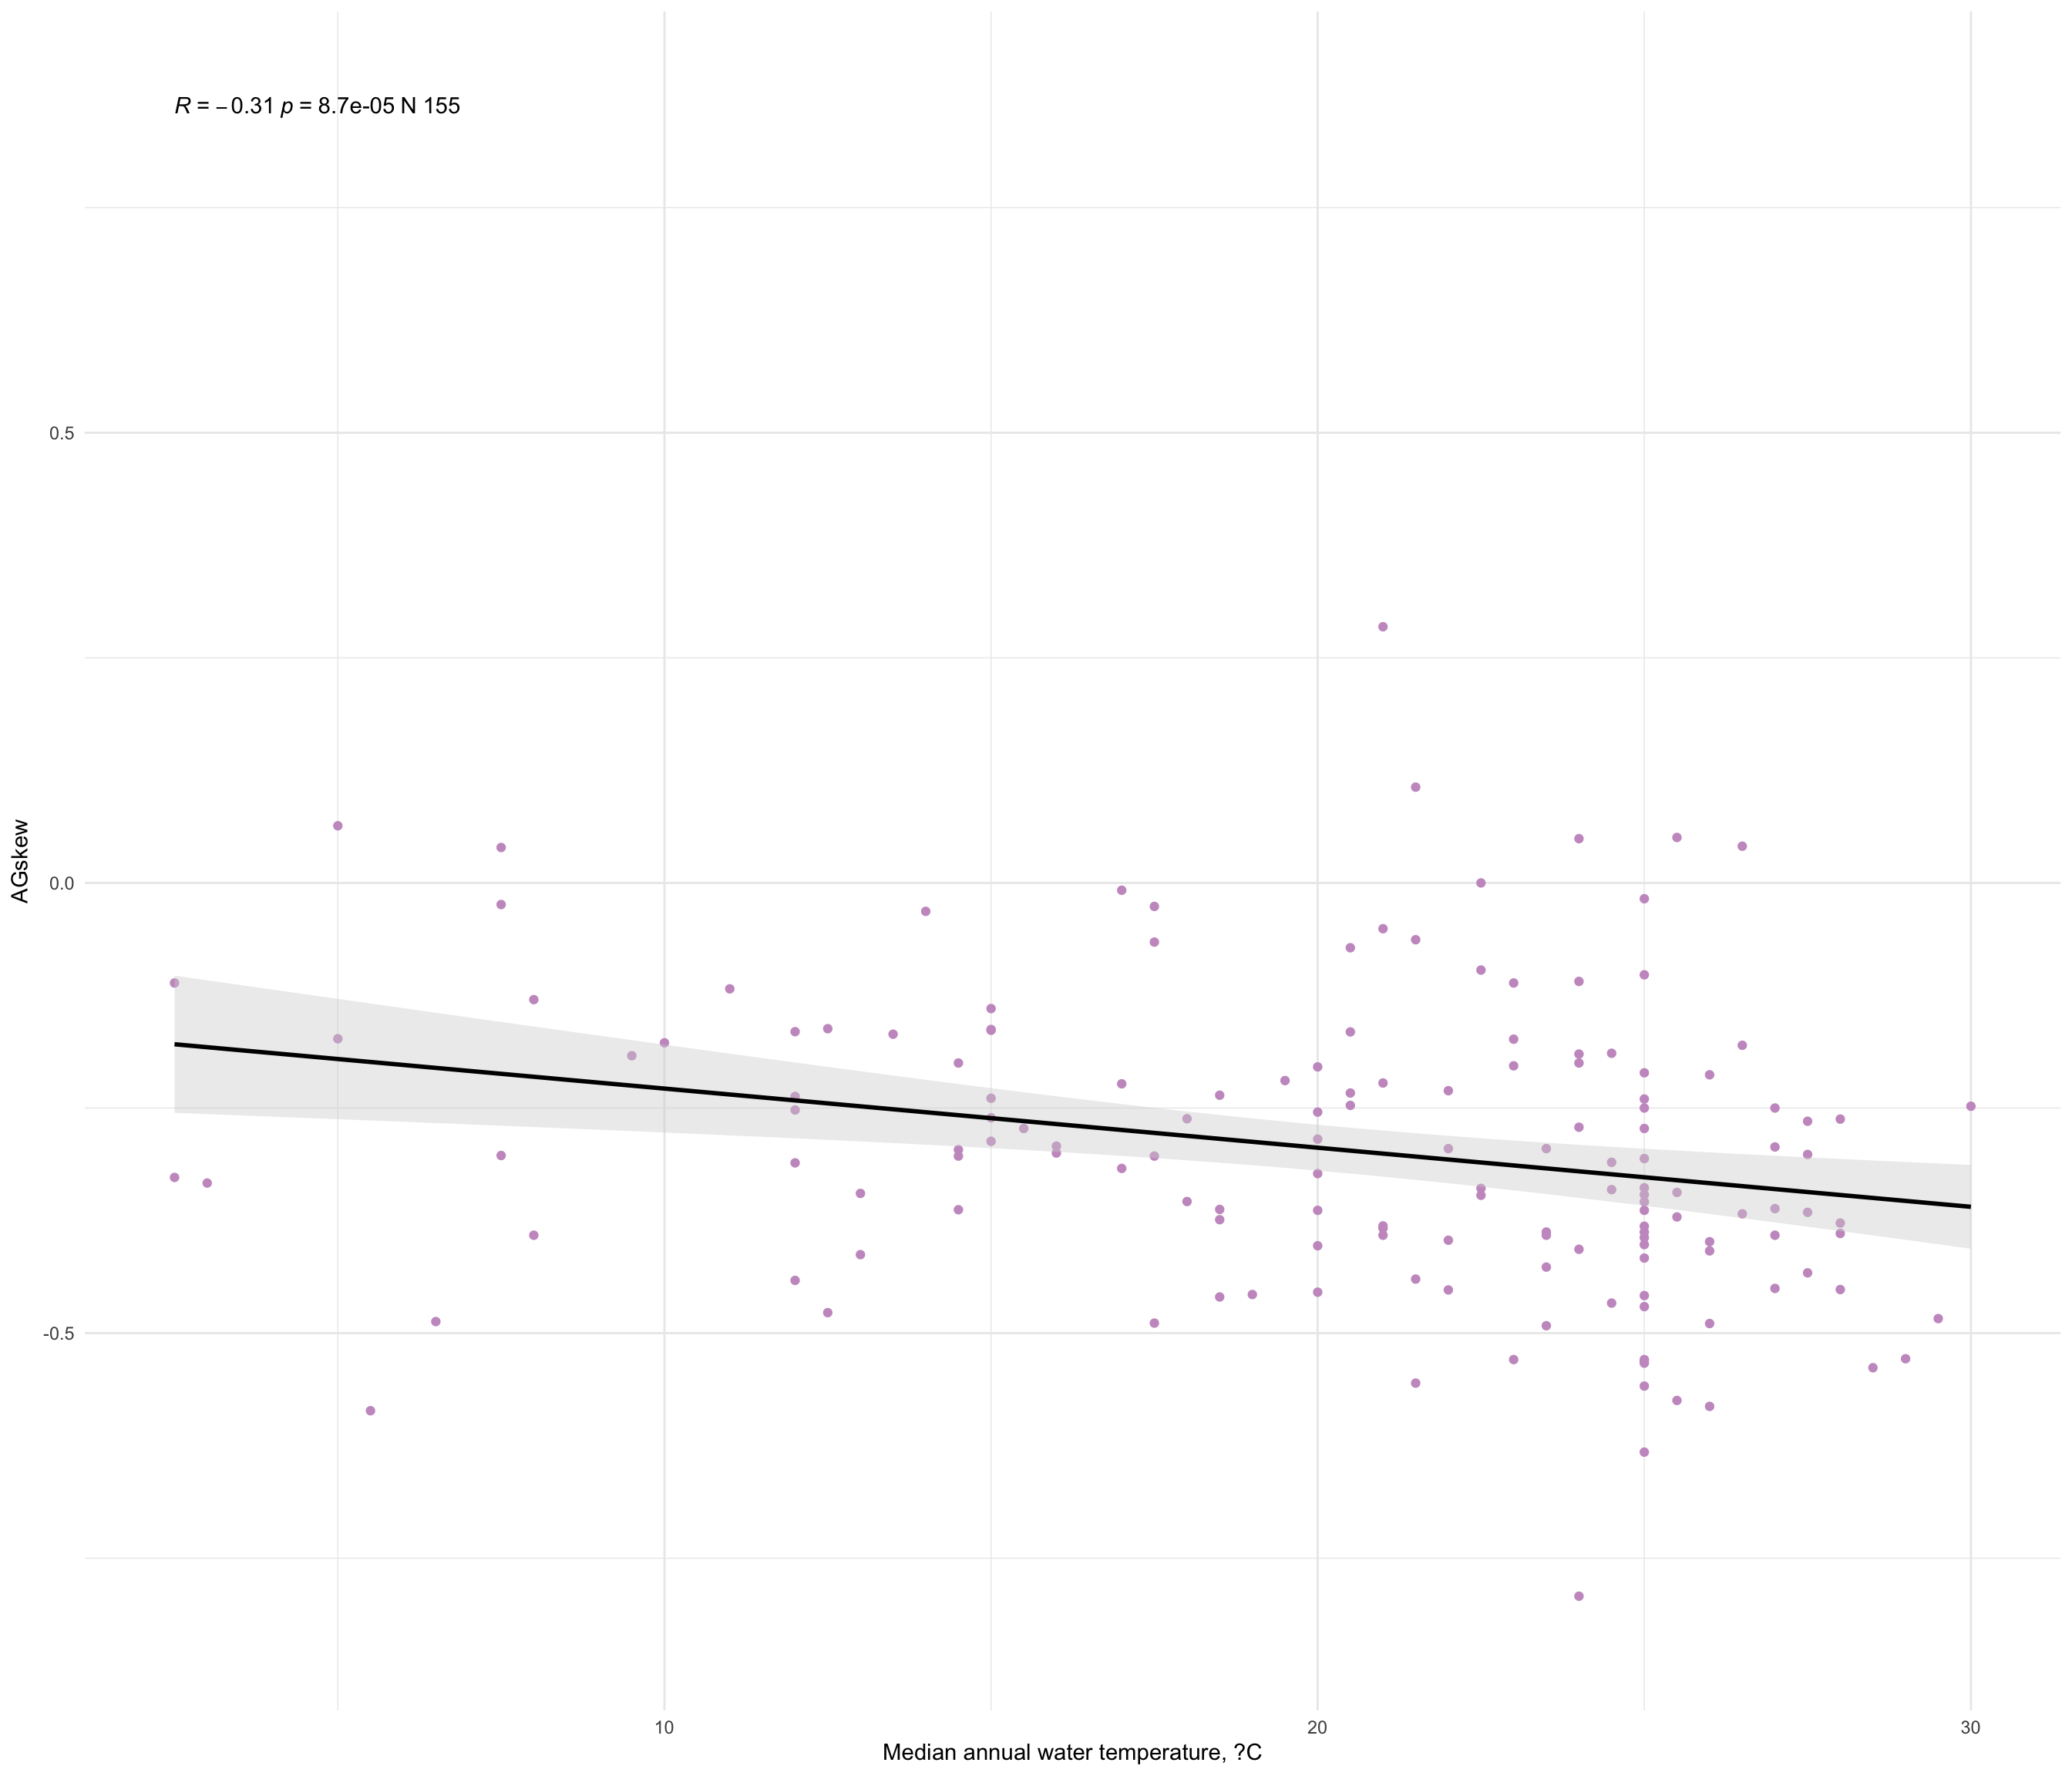 R = −0.31 p = 8.7e-05 N 155
0.5
0.0
-0.5
AGskew
10
20
30
Median annual water temperature, ?C